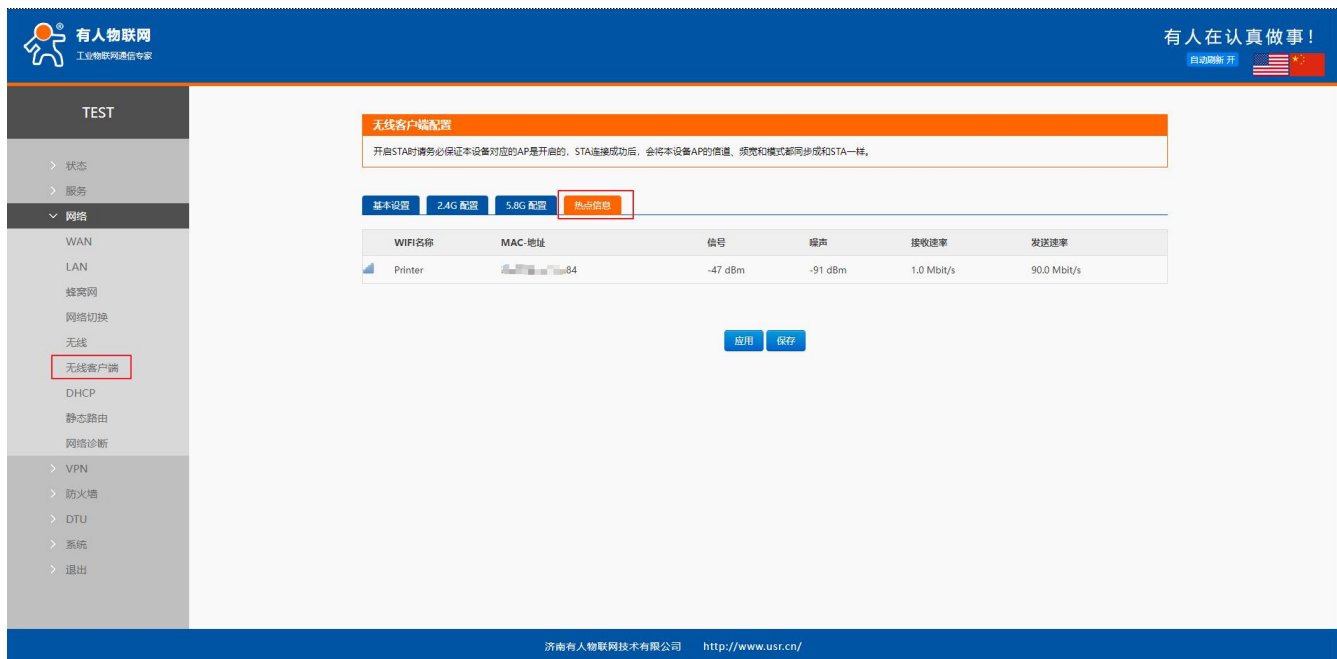 有人物联网
®
工业物联网通信专家
有人在认真做事!
自动刷新 开
TEST
状态
服务
网络
WAN
LAN
蜂窝网
网络切换
无线
无线客户端
DHCP
静态路由
网络诊断
VPN
防火墙
DTU
系统
退出
无线客户端配置
开启STA时请务必保证本设备对应的AP是开启的，STA连接成功后，会将本设备AP的信道、频宽和模式都同步成和STA一样。
基本设置 2.4G 配置 5.8G 配置 热点信息
WIFI名称 MAC-地址 信号 噪声 接收速率 发送速率
Printer 84 -47 dBm -91 dBm 1.0 Mbit/s 90.0 Mbit/s
应用 保存
济南有人物联网技术有限公司 http://www.usr.cn/